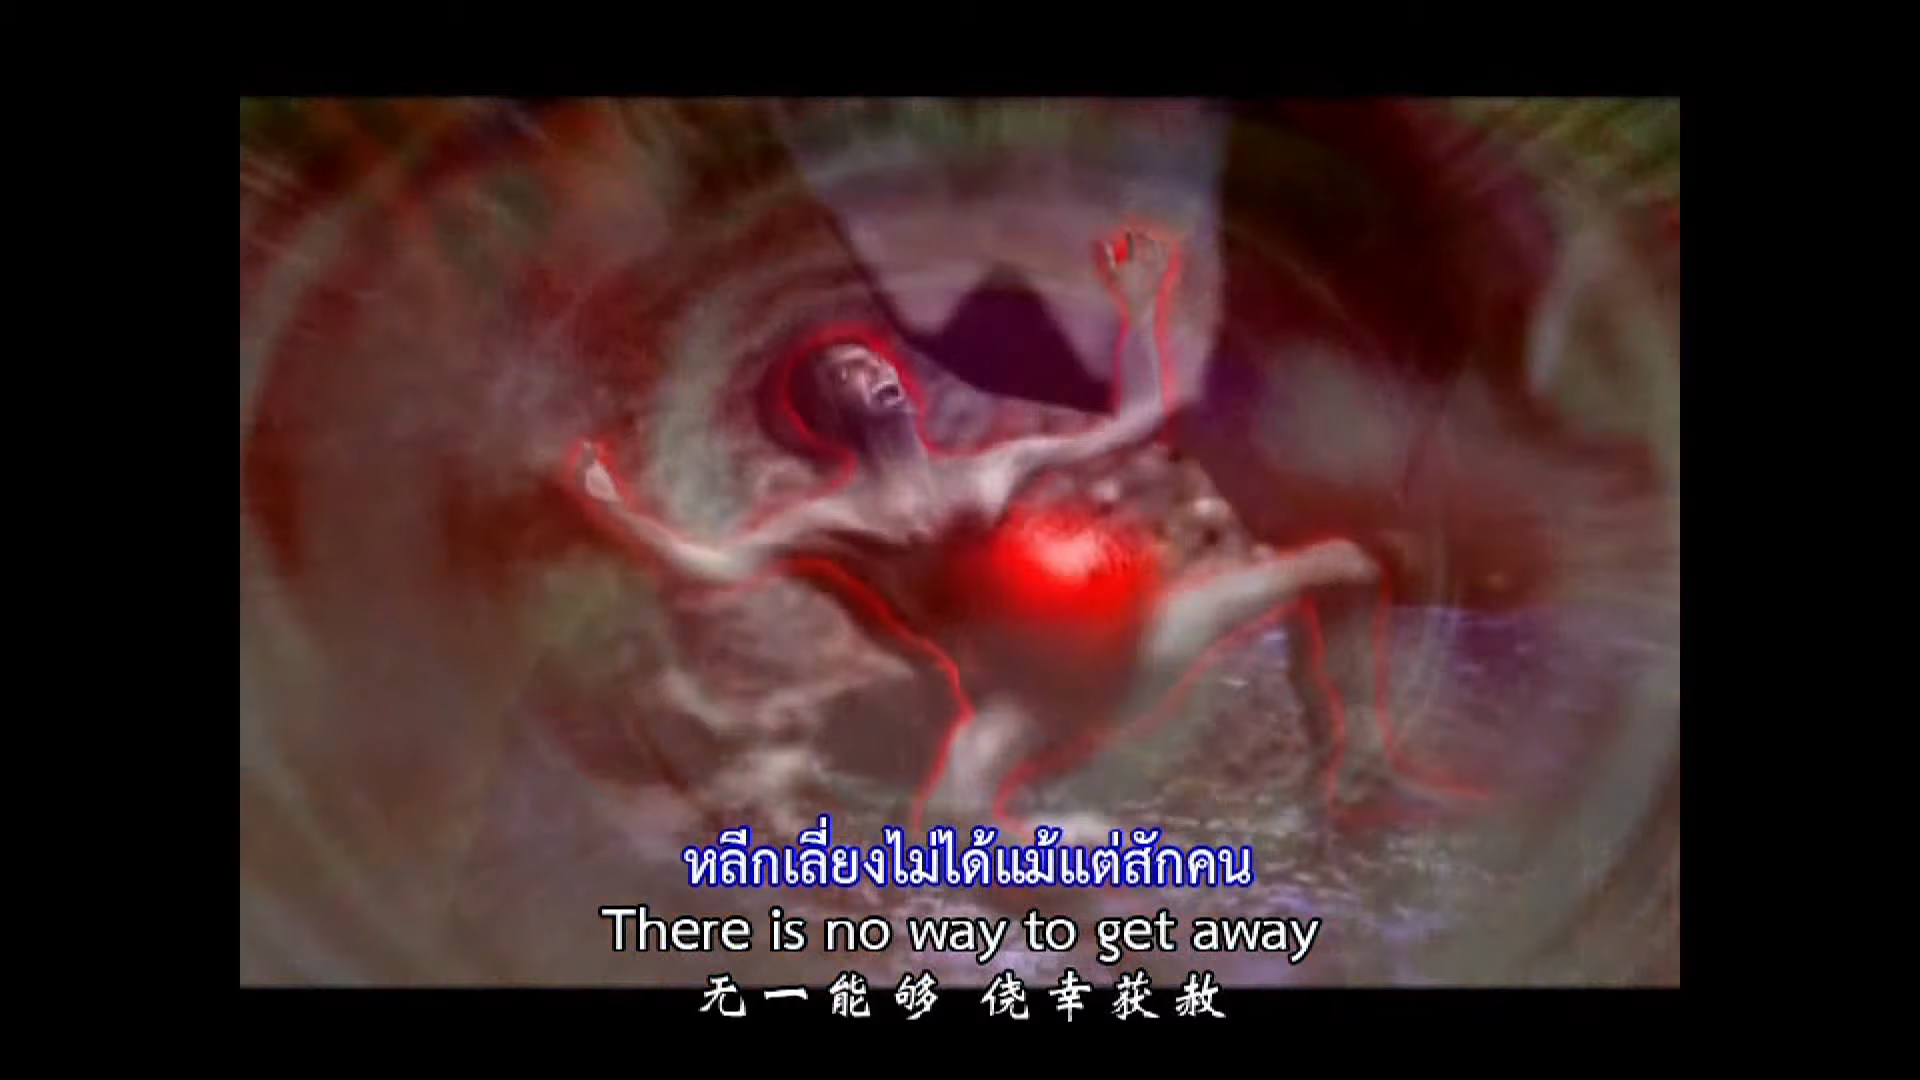 หลีกเลี่ยงไม่ได้แม้แต่สักคน
There is no way to get away
无一能够 侥幸获赦